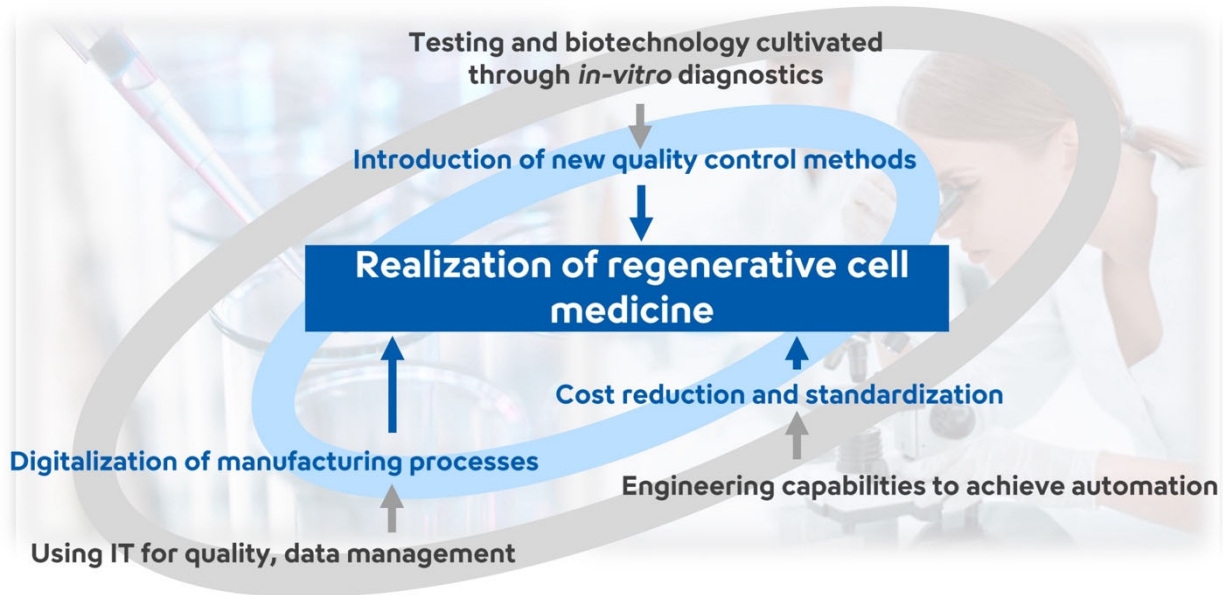 Testing and biotechnology cultivated
through in-vitro diagnostics
Introduction of new quality control methods
Realization of regenerative cell
medicine
Cost reduction and standardization
Digitalization of manufacturing processes
Engineering capabilities to achieve automation
Using IT for quality, data management